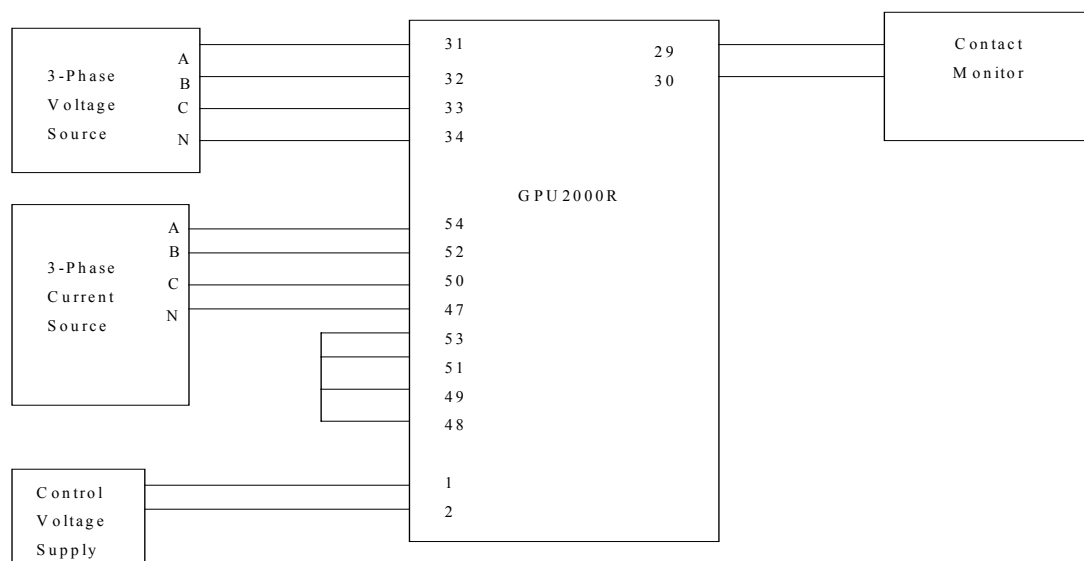 3-Phase
Voltage
Source
A
B
C
N
3-Phase
Current
Source
A
B
C
N
Control
Voltage
Supply
31
32
33
34
54
52
50
47
53
51
49
48
1
2
GPU2000R
29
30
Contact
Monitor